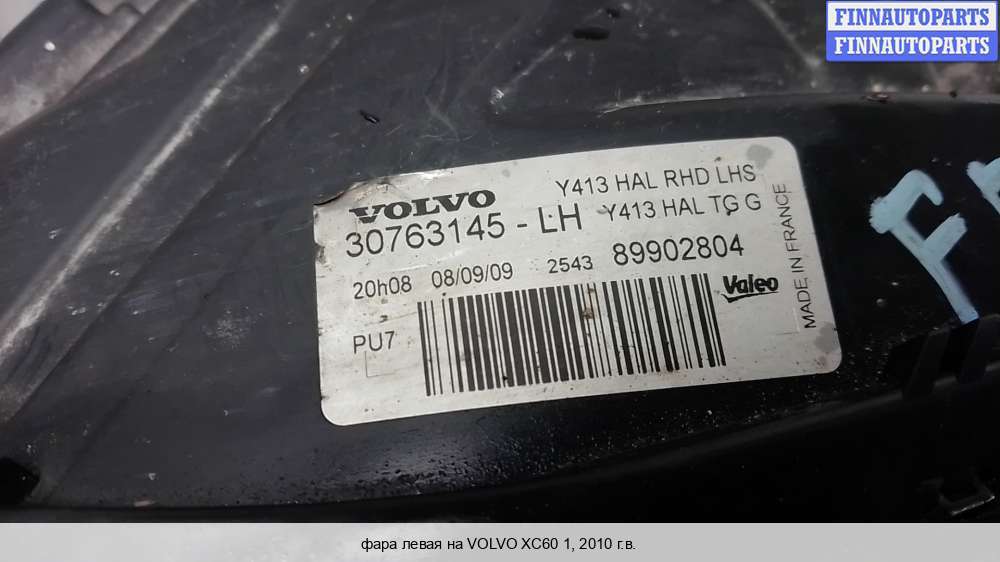 FINNAUTOPARTS
FINNAUTOPARTS
VOLVO
Y413 HAL RHD LHS
30763145 - LH
Y413 HAL TG G
20h08 08/09/09 2543 89902804
PU7
Valeo
MADE IN FRANCE
фара левая на VOLVO XC60 1, 2010 г.в.